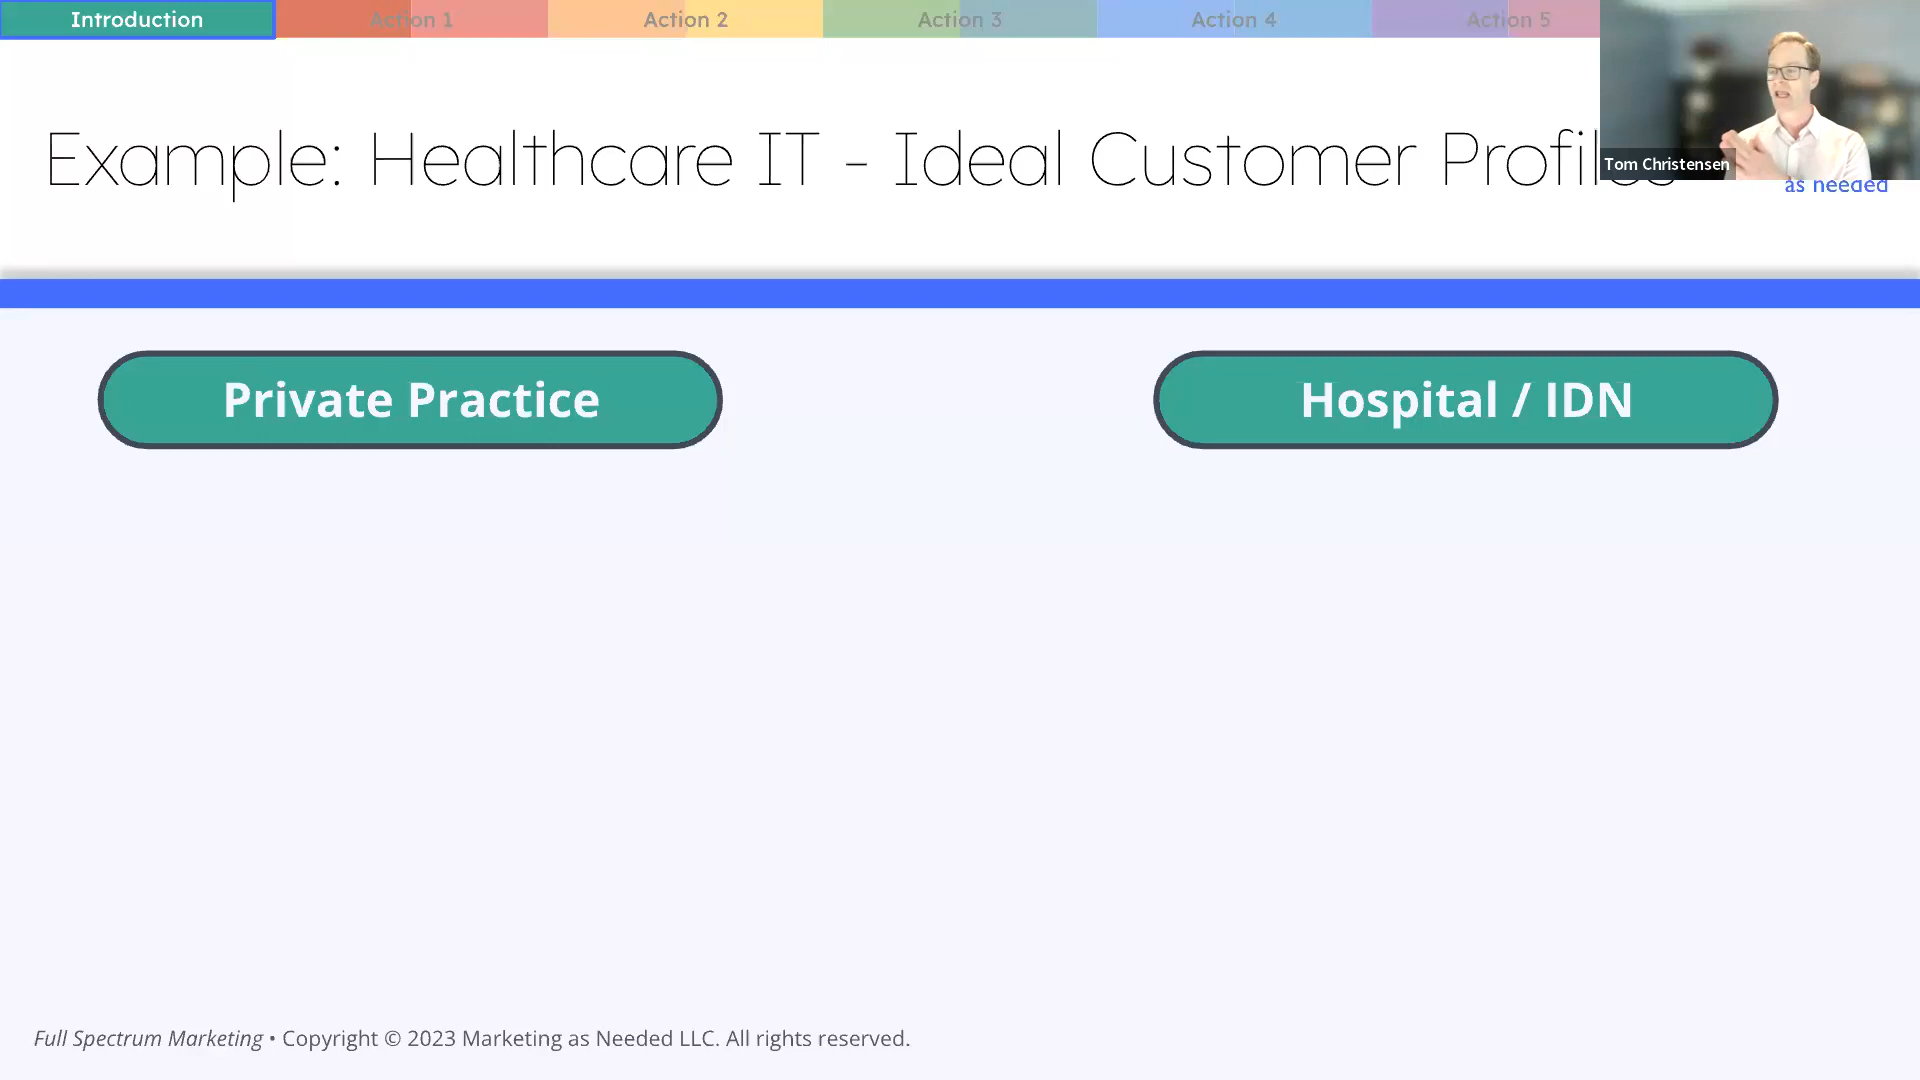 Introduction
Action 1
Action 2
Action 3
Action 4
Action 5
Example: Healthcare IT - Ideal Customer Profiles
Tom Christensen
as needed
Private Practice
Hospital / IDN
Full Spectrum Marketing • Copyright © 2023 Marketing as Needed LLC. All rights reserved.